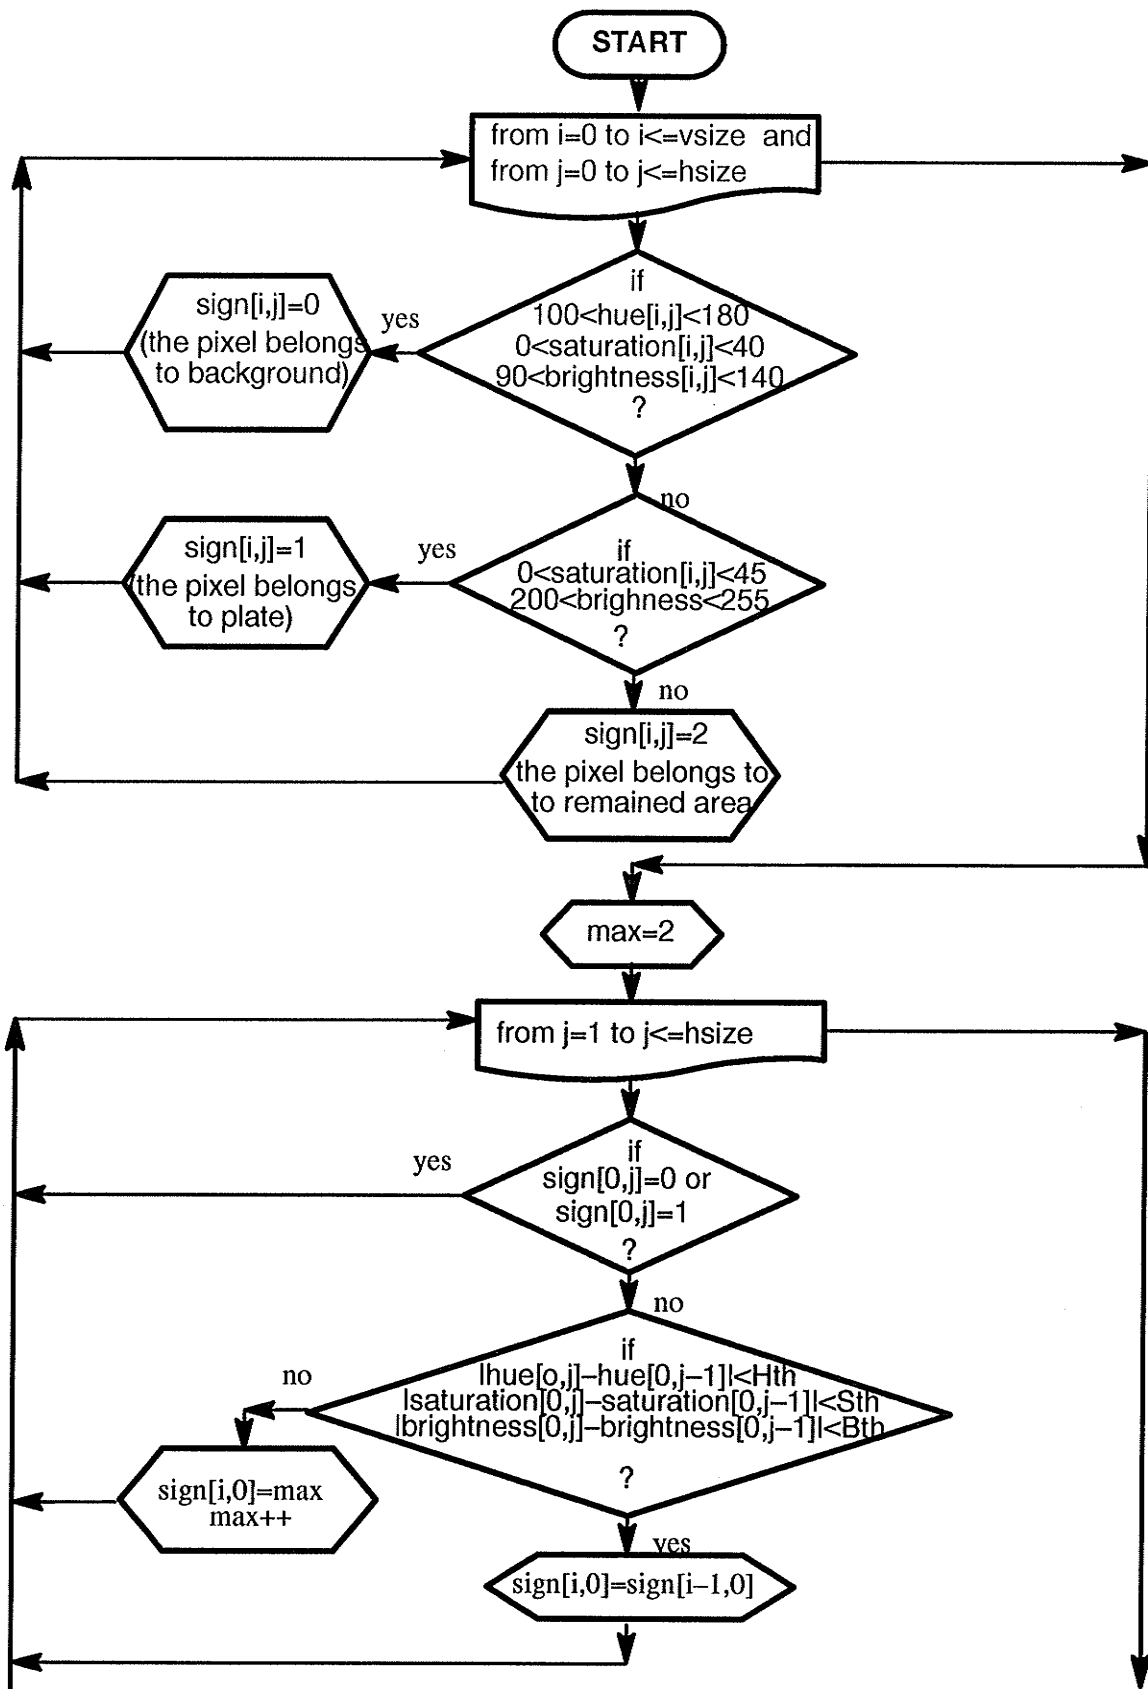 START
from i=0 to i<=vsize and
from j=0 to j<=hsize
if
100<hue[i,j]<180
0<saturation[i,j]<40
90<brightness[i,j]<140
?
yes
sign[i,j]=0
(the pixel belongs
to background)
no
if
0<saturation[i,j]<45
200<brighness<255
?
yes
sign[i,j]=1
(the pixel belongs
to plate)
no
sign[i,j]=2
the pixel belongs to
to remained area
max=2
from j=1 to j<=hsize
if
sign[0,j]=0 or
sign[0,j]=1
?
yes
no
if
|hue[o,j]–hue[0,j–1]|<Hth
|saturation[0,j]–saturation[0,j–1]|<Sth
|brightness[0,j]–brightness[0,j–1]|<Bth
?
no
sign[i,0]=max
max++
yes
sign[i,0]=sign[i–1,0]